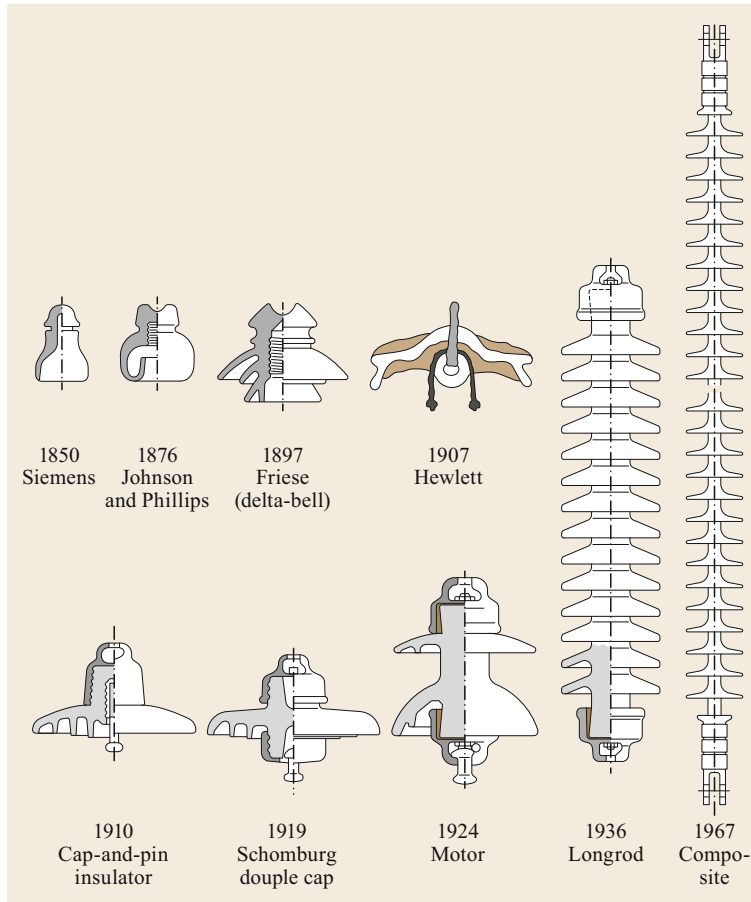 1850
Siemens
1876
Johnson
and Phillips
1897
Friese
(delta-bell)
1907
Hewlett
1910
Cap-and-pin
insulator
1919
Schomburg
douple cap
1924
Motor
1936
Longrod
1967
Compo-
site